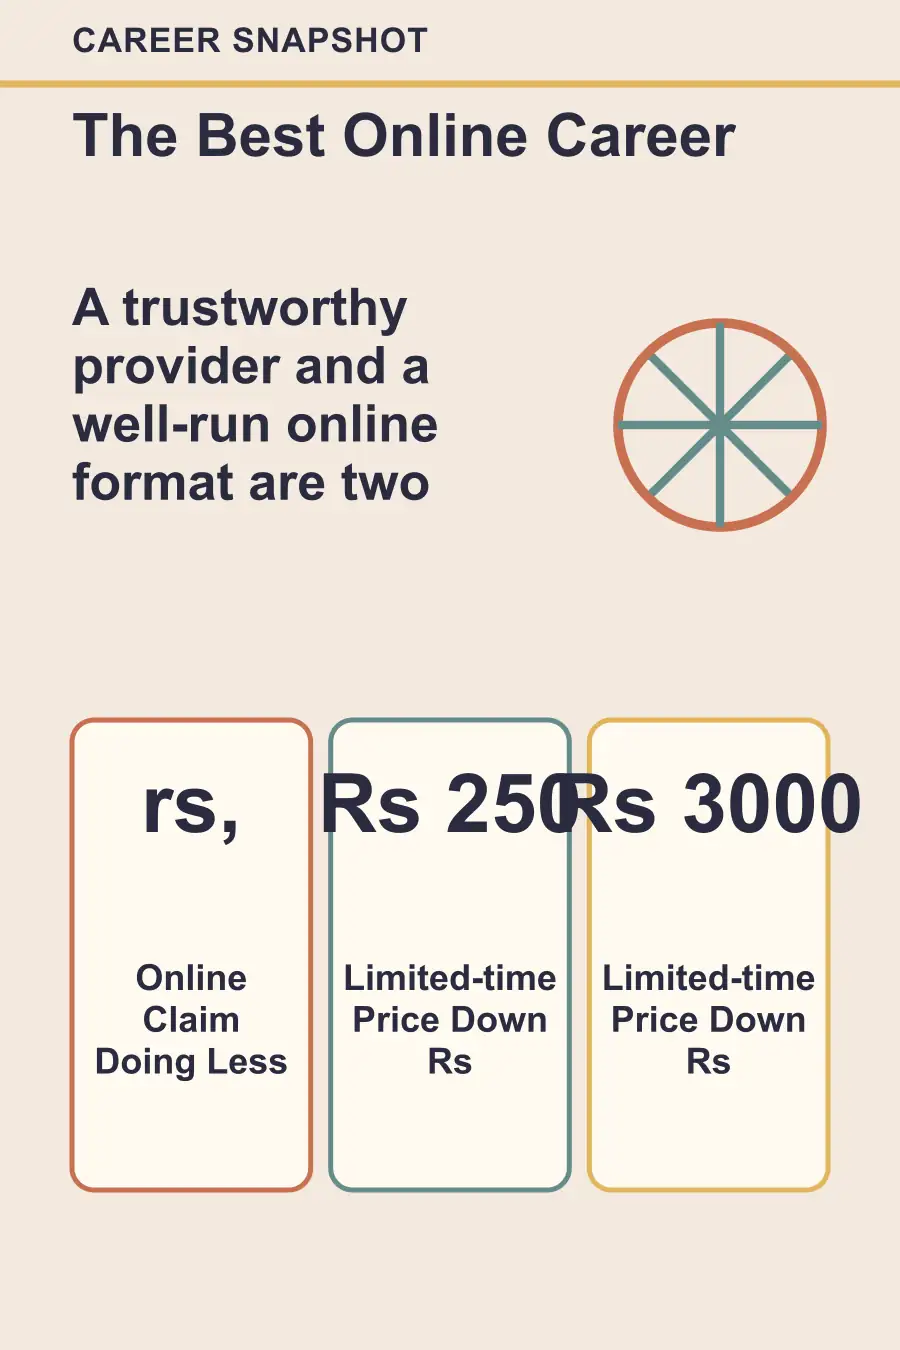 CAREER SNAPSHOT
The Best Online Career
A trustworthy
provider and a
well-run online
format are two
rs,
Rs 250
Rs 3000
Online
Claim
Doing Less
Limited-time
Price Down
Rs
Limited-time
Price Down
Rs